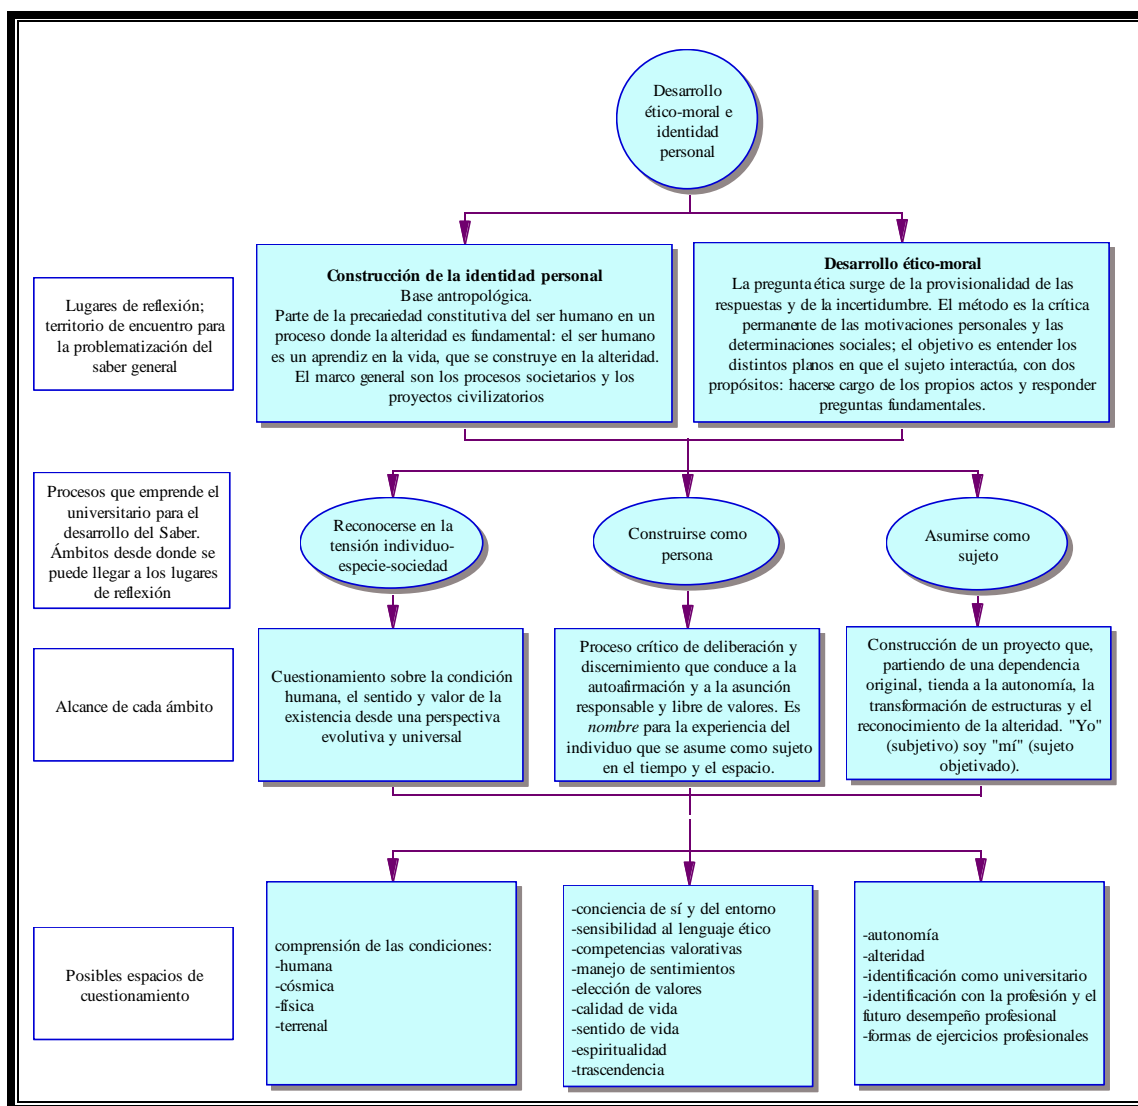 Desarrollo
ético-moral e
identidad
personal
Lugares de reflexión;
territorio de encuentro para
la problematización del
saber general
Construcción de la identidad personal
Base antropológica.
Parte de la precariedad constitutiva del ser humano en un
proceso donde la alteridad es fundamental: el ser humano
es un aprendiz en la vida, que se construye en la alteridad.
El marco general son los procesos societarios y los
proyectos civilizatorios
Desarrollo ético-moral
La pregunta ética surge de la provisionalidad de las
respuestas y de la incertidumbre. El método es la crítica
permanente de las motivaciones personales y las
determinaciones sociales; el objetivo es entender los
distintos planos en que el sujeto interactúa, con dos
propósitos: hacerse cargo de los propios actos y responder
preguntas fundamentales.
Procesos que emprende el
universitario para el
desarrollo del Saber.
Ámbitos desde donde se
puede llegar a los lugares
de reflexión
Reconocerse en la
tensión individuo-
especie-sociedad
Construirse como
persona
Asumirse como
sujeto
Alcance de cada ámbito
Cuestionamiento sobre la condición
humana, el sentido y valor de la
existencia desde una perspectiva
evolutiva y universal
Proceso crítico de deliberación y
discernimiento que conduce a la
autoafirmación y a la asunción
responsable y libre de valores. Es
nombre para la experiencia del
individuo que se asume como sujeto
en el tiempo y el espacio.
Construcción de un proyecto que,
partiendo de una dependencia
original, tienda a la autonomía, la
transformación de estructuras y el
reconocimiento de la alteridad. "Yo"
(subjetivo) soy "mí" (sujeto
objetivado).
Posibles espacios de
cuestionamiento
comprensión de las condiciones:
-humana
-cósmica
-física
-terrenal
-conciencia de sí y del entorno
-sensibilidad al lenguaje ético
-competencias valorativas
-manejo de sentimientos
-elección de valores
-calidad de vida
-sentido de vida
-espiritualidad
-trascendencia
-autonomía
-alteridad
-identificación como universitario
-identificación con la profesión y el
futuro desempeño profesional
-formas de ejercicios profesionales